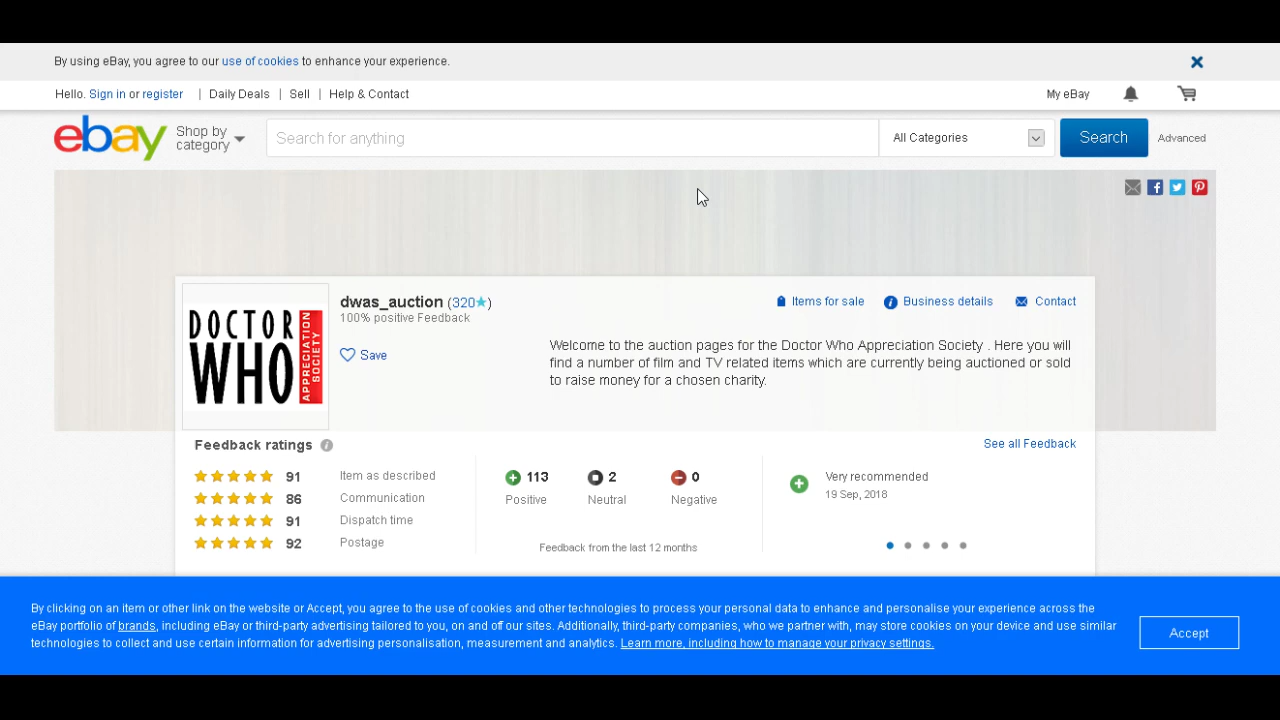 By using eBay, you agree to our use of cookies to enhance your experience.
Hello. Sign in or register | Daily Deals | Sell | Help & Contact My eBay
ebay Shop by category Search for anything All Categories Search Advanced
DOCTOR WHO APPRECIATION SOCIETY
dwas_auction (320★)
100% positive Feedback
Save
Items for sale Business details Contact
Welcome to the auction pages for the Doctor Who Appreciation Society . Here you will
find a number of film and TV related items which are currently being auctioned or sold
to raise money for a chosen charity.
Feedback ratings See all Feedback
91 Item as described
86 Communication
91 Dispatch time
92 Postage
113 2 0
Positive Neutral Negative
Feedback from the last 12 months
Very recommended
19 Sep, 2018
By clicking on an item or other link on the website or Accept, you agree to the use of cookies and other technologies to process your personal data to enhance and personalise your experience across the
eBay portfolio of brands, including eBay or third-party advertising tailored to you, on and off our sites. Additionally, third-party companies, who we partner with, may store cookies on your device and use similar
technologies to collect and use certain information for advertising personalisation, measurement and analytics. Learn more, including how to manage your privacy settings.
Accept